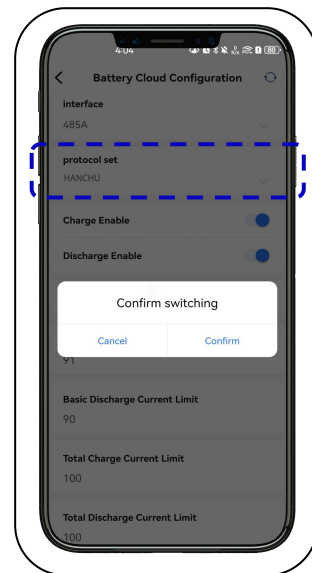 4:04
80
Battery Cloud Configuration
interface
485A
protocol set
HANCHU
Charge Enable
Discharge Enable
Confirm switching
Cancel
Confirm
91
Basic Discharge Current Limit
90
Total Charge Current Limit
100
Total Discharge Current Limit
100